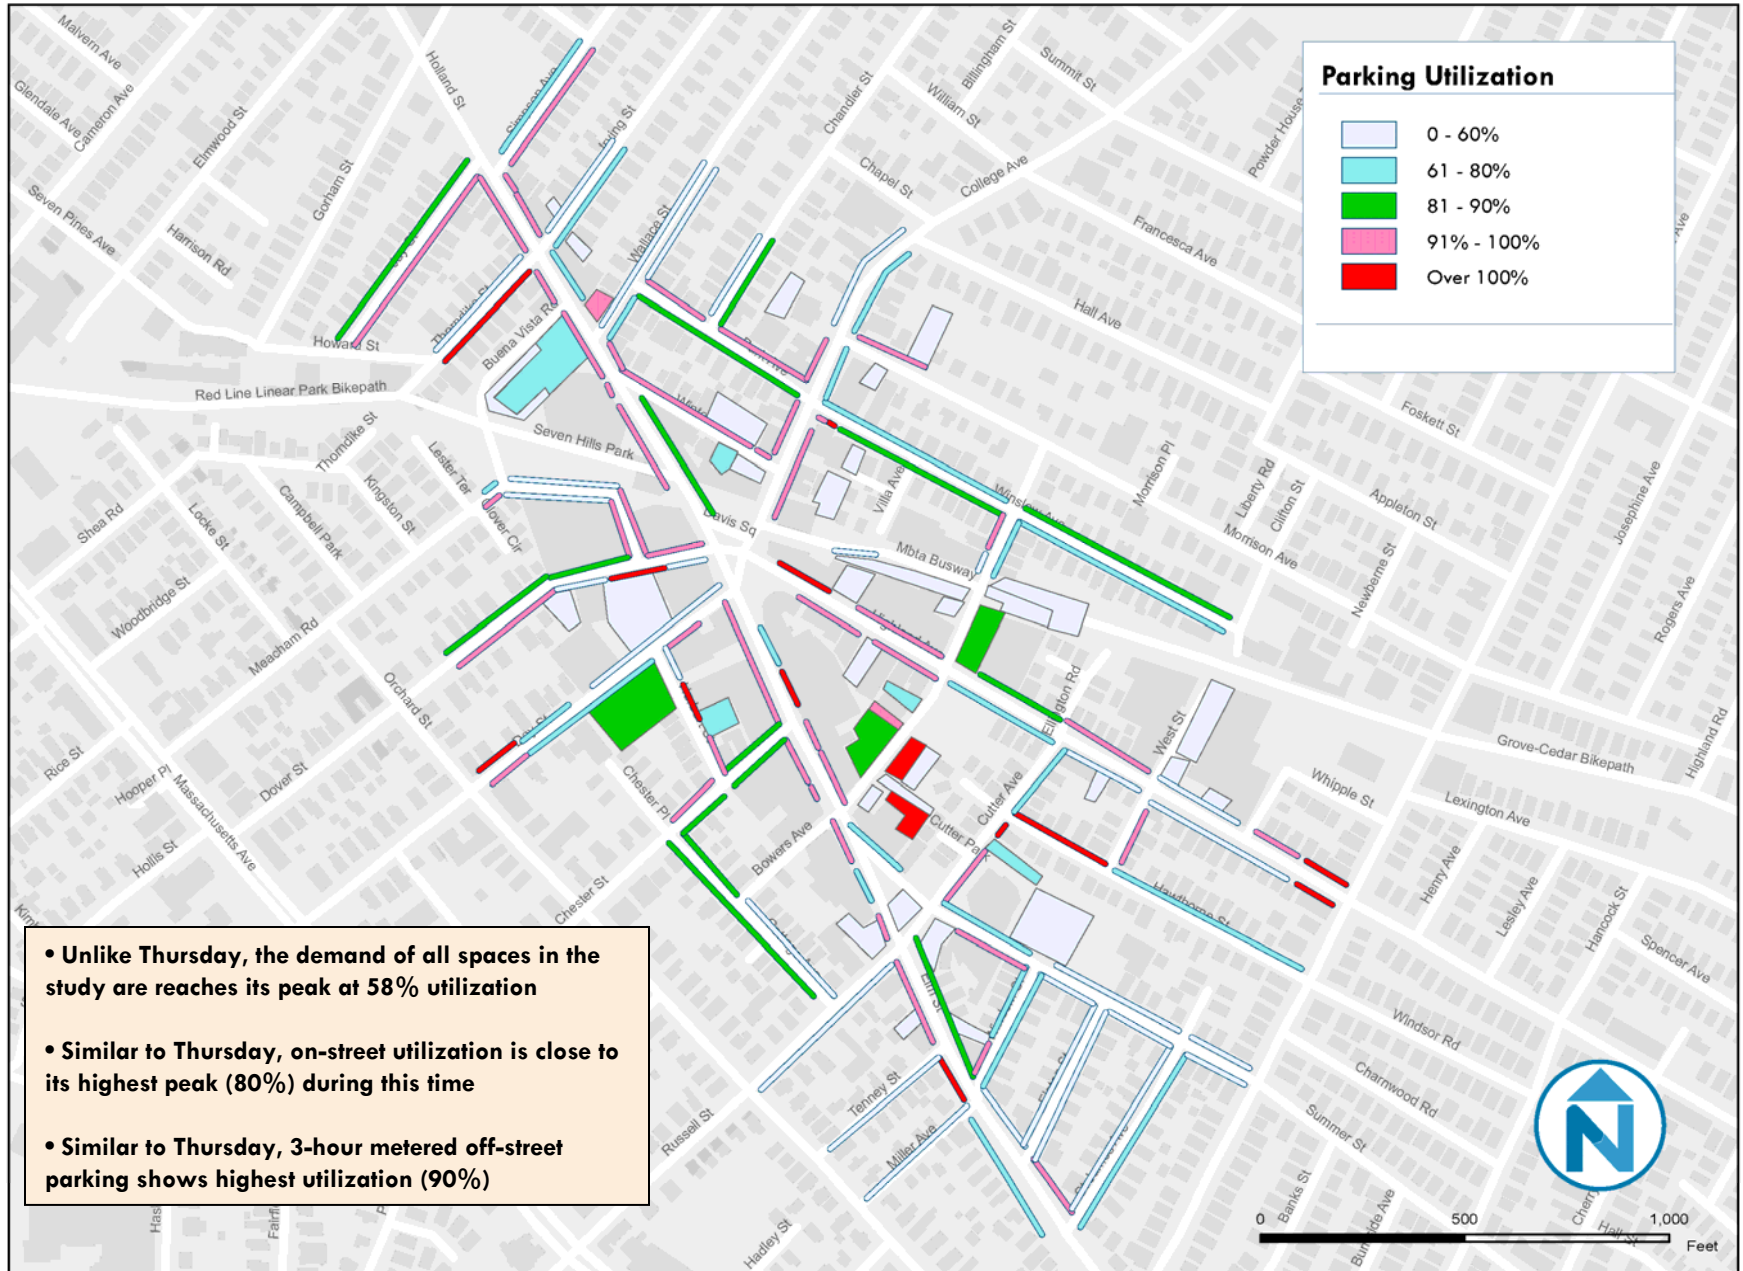 Malvern Ave
Glendale Ave
Cameron Ave
Elmwood St
Holland St
Irving St
Billingham St
Summit St
William St
Chandler St
Chapel St
College Ave
Francesca Ave
Hall Ave
Parking Utilization
0 - 60%
61 - 80%
81 - 90%
91% - 100%
Over 100%
Seven Pines Ave
Harrison Rd
Gorham St
Wallace St
Howard St
Buena Vista Rd
Red Line Linear Park Bikepath
Seven Hills Park
Thorndike St
Lester Ter
Kingston St
Campbell Park
Locke St
Shea Rd
Davis Sq
Villa Ave
Mbta Busway
Morrison Pl
Liberty Rd
Clifton St
Morrison Ave
Appleton St
Foskett St
Josephine Ave
Newberne St
Rogers Ave
Woodbridge St
Meacham Rd
Orchard St
Rice St
Hooper Pl
Massachusetts Ave
Dover St
Hollis St
Chester Pl
Chester St
Bowers Ave
Cutter Ave
Cutter Park
West St
Whipple St
Lexington Ave
Grove-Cedar Bikepath
Highland Rd
Henry Ave
Lesley Ave
Hancock St
Spencer Ave
Hawthorne St
Elm St
Windsor Rd
Charnwood Rd
Summer St
Banks St
Tenney St
Miller Ave
Russell St
Hadley St
• Unlike Thursday, the demand of all spaces in the
study are reaches its peak at 58% utilization
• Similar to Thursday, on-street utilization is close to
its highest peak (80%) during this time
• Similar to Thursday, 3-hour metered off-street
parking shows highest utilization (90%)
N
0 500 1,000
Feet